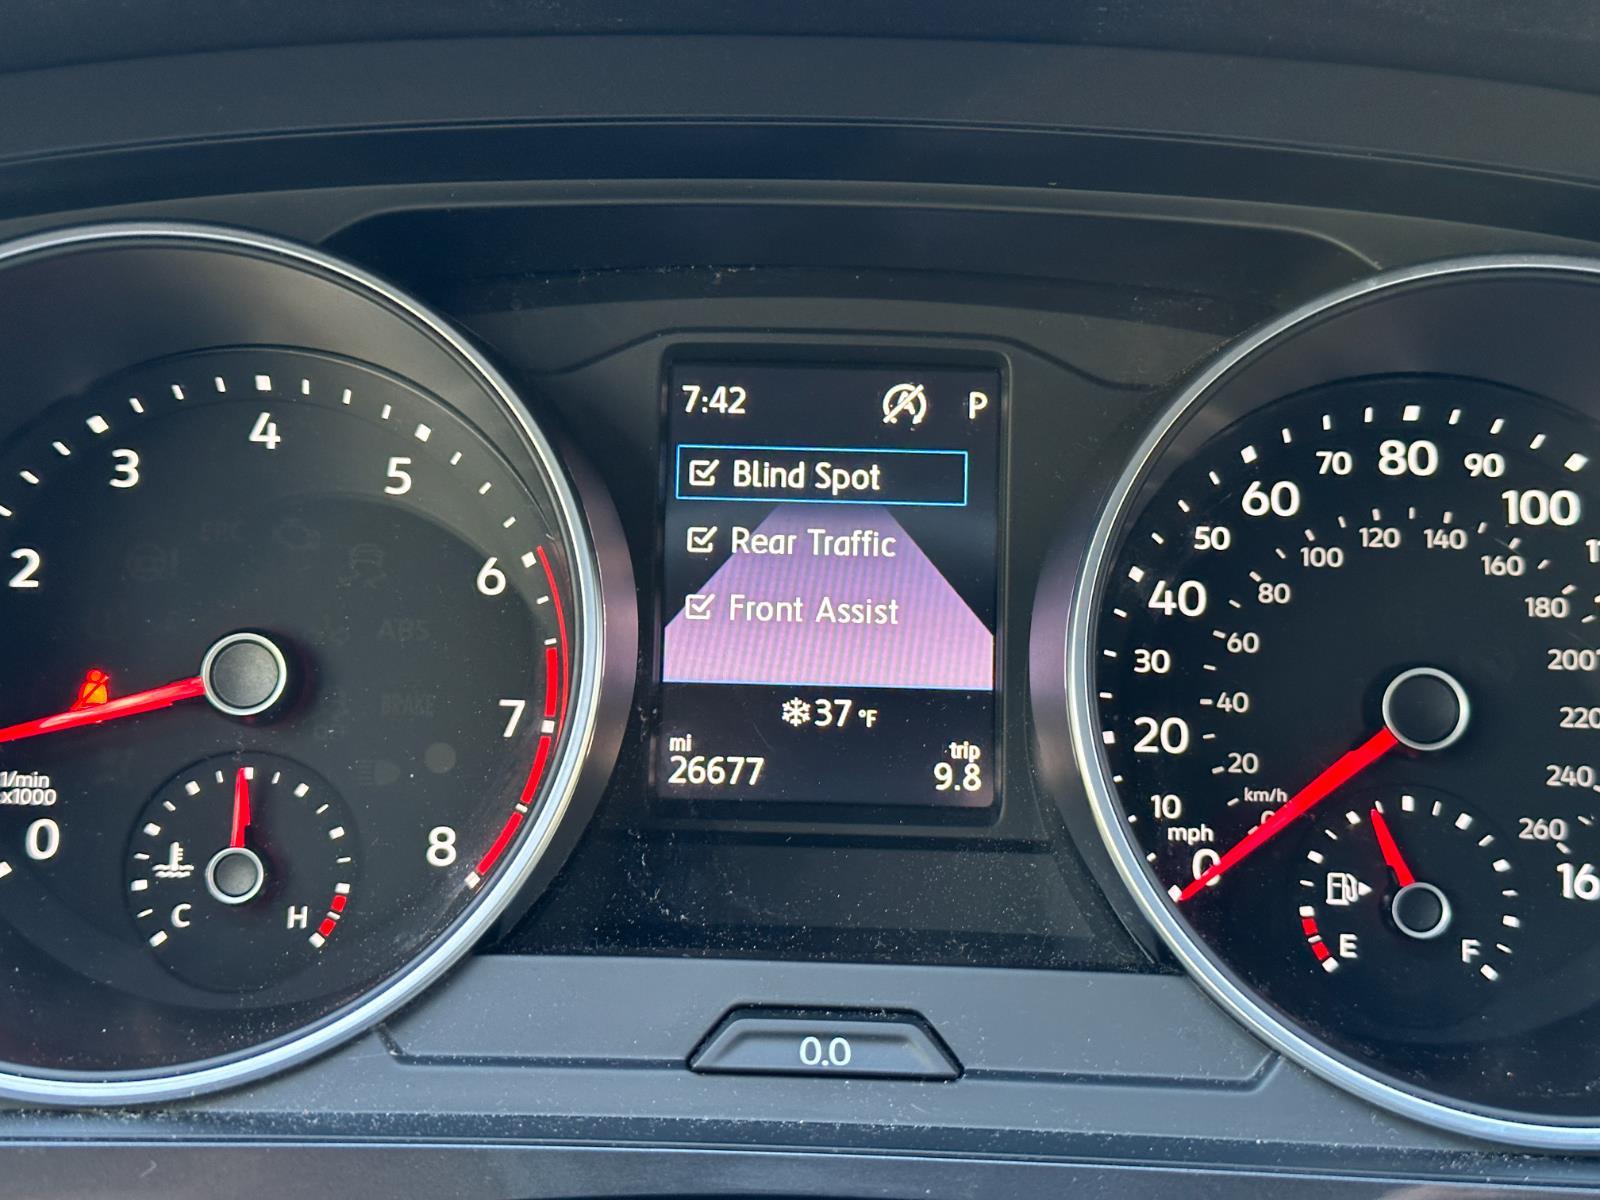 7:42 P
Blind Spot
Rear Traffic
Front Assist
37 °F
mi
26677
trip
9.8
0.0
0
2
3
4
5
6
7
8
1/min
x1000
C
H
ABS
BRAKE
0
10
20
30
40
50
60
70
80
90
100
16
mph
km/h
20
40
60
80
100
120
140
160
180
200
220
240
260
E
F